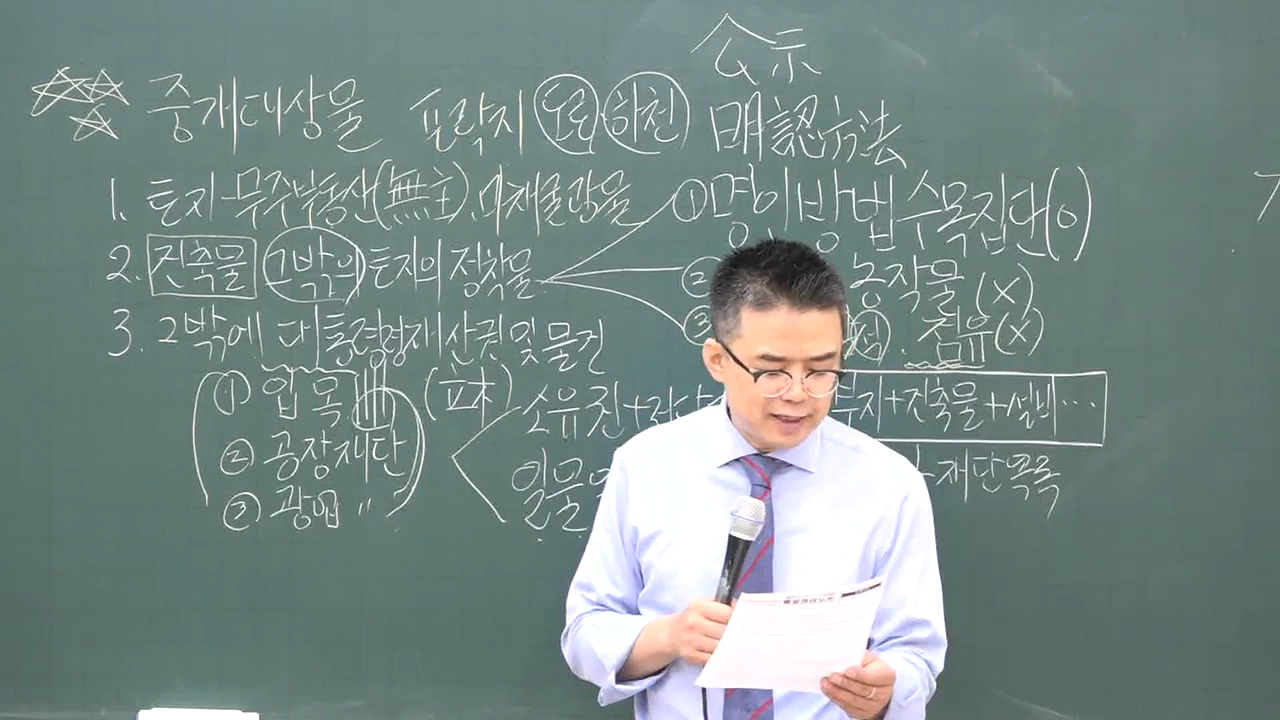 公示
중개대상물 포락지 도로 하천 明認方法
1. 토지-무주부동산(無主), 미채굴광물 ①명인방법수목집단(O)
2. 건축물 그밖의 토지의 정착물 ② 농작물(X)
3. 그밖에 대통령령 재산권 및 물건 ③ 점유(X)
① 입목 (立木) 소유권+저당 부지+건축물+설비…
② 공장재단 일물 재단목록
③ 광업 〃